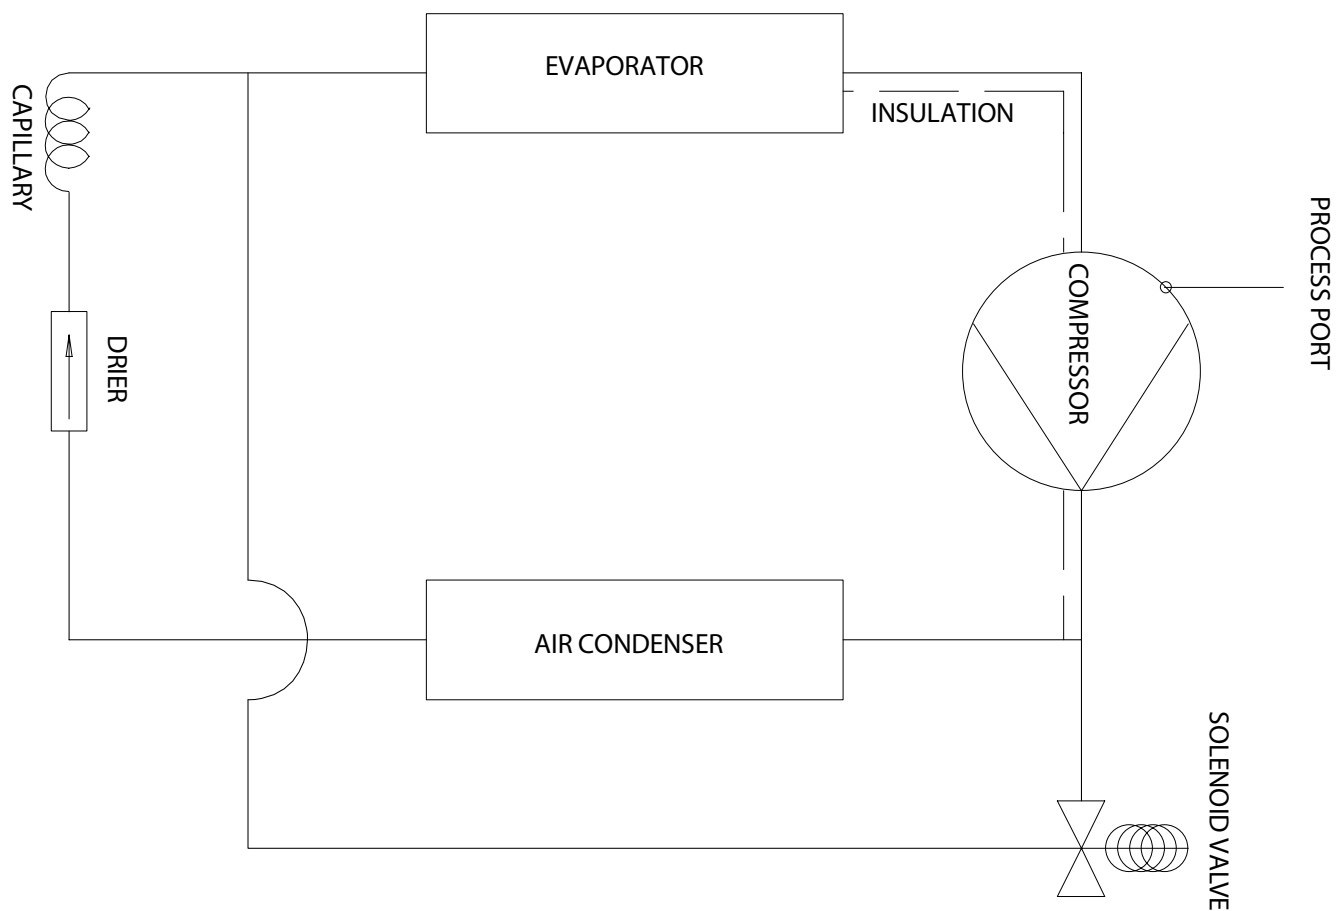 EVAPORATOR
CAPILLARY
INSULATION
PROCESS PORT
COMPRESSOR
DRIER
AIR CONDENSER
SOLENOID VALVE